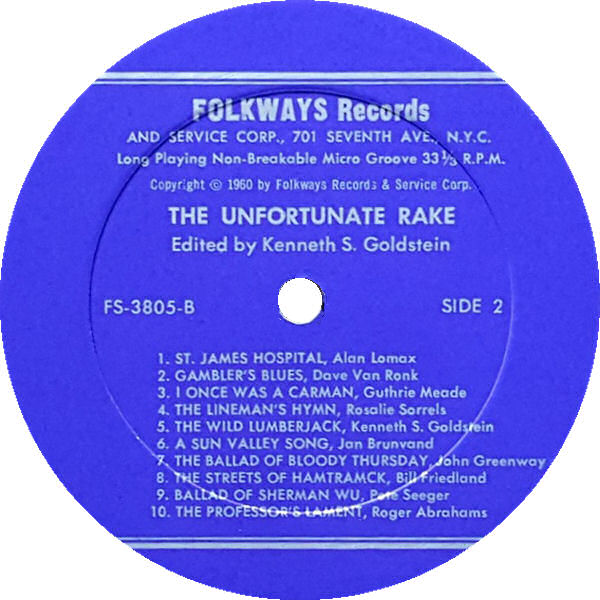 FOLKWAYS Records
AND SERVICE CORP., 701 SEVENTH AVE., N.Y.C.
Long Playing Non-Breakable Micro Groove 33⅓ R.P.M.
Copyright © 1960 by Folkways Records & Service Corp.
THE UNFORTUNATE RAKE
Edited by Kenneth S. Goldstein
FS-3805-B SIDE 2
1. ST. JAMES HOSPITAL, Alan Lomax
2. GAMBLER'S BLUES, Dave Van Ronk
3. I ONCE WAS A CARMAN, Guthrie Meade
4. THE LINEMAN'S HYMN, Rosalie Sorrels
5. THE WILD LUMBERJACK, Kenneth S. Goldstein
6. A SUN VALLEY SONG, Jan Brunvand
7. THE BALLAD OF BLOODY THURSDAY, John Greenway
8. THE STREETS OF HAMTRAMCK, Bill Friedland
9. BALLAD OF SHERMAN WU, Pete Seeger
10. THE PROFESSOR'S LAMENT, Roger Abrahams